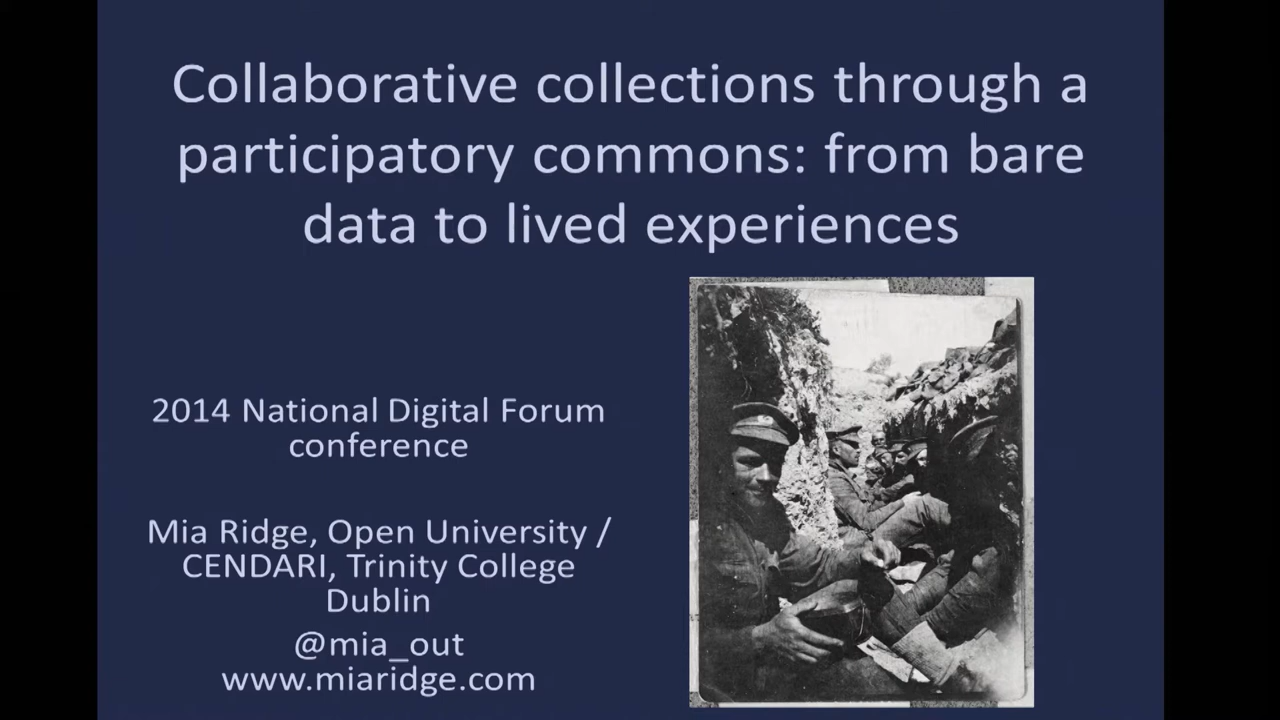 Collaborative collections through a
participatory commons: from bare
data to lived experiences
2014 National Digital Forum
conference
Mia Ridge, Open University /
CENDARI, Trinity College
Dublin
@mia_out
www.miaridge.com